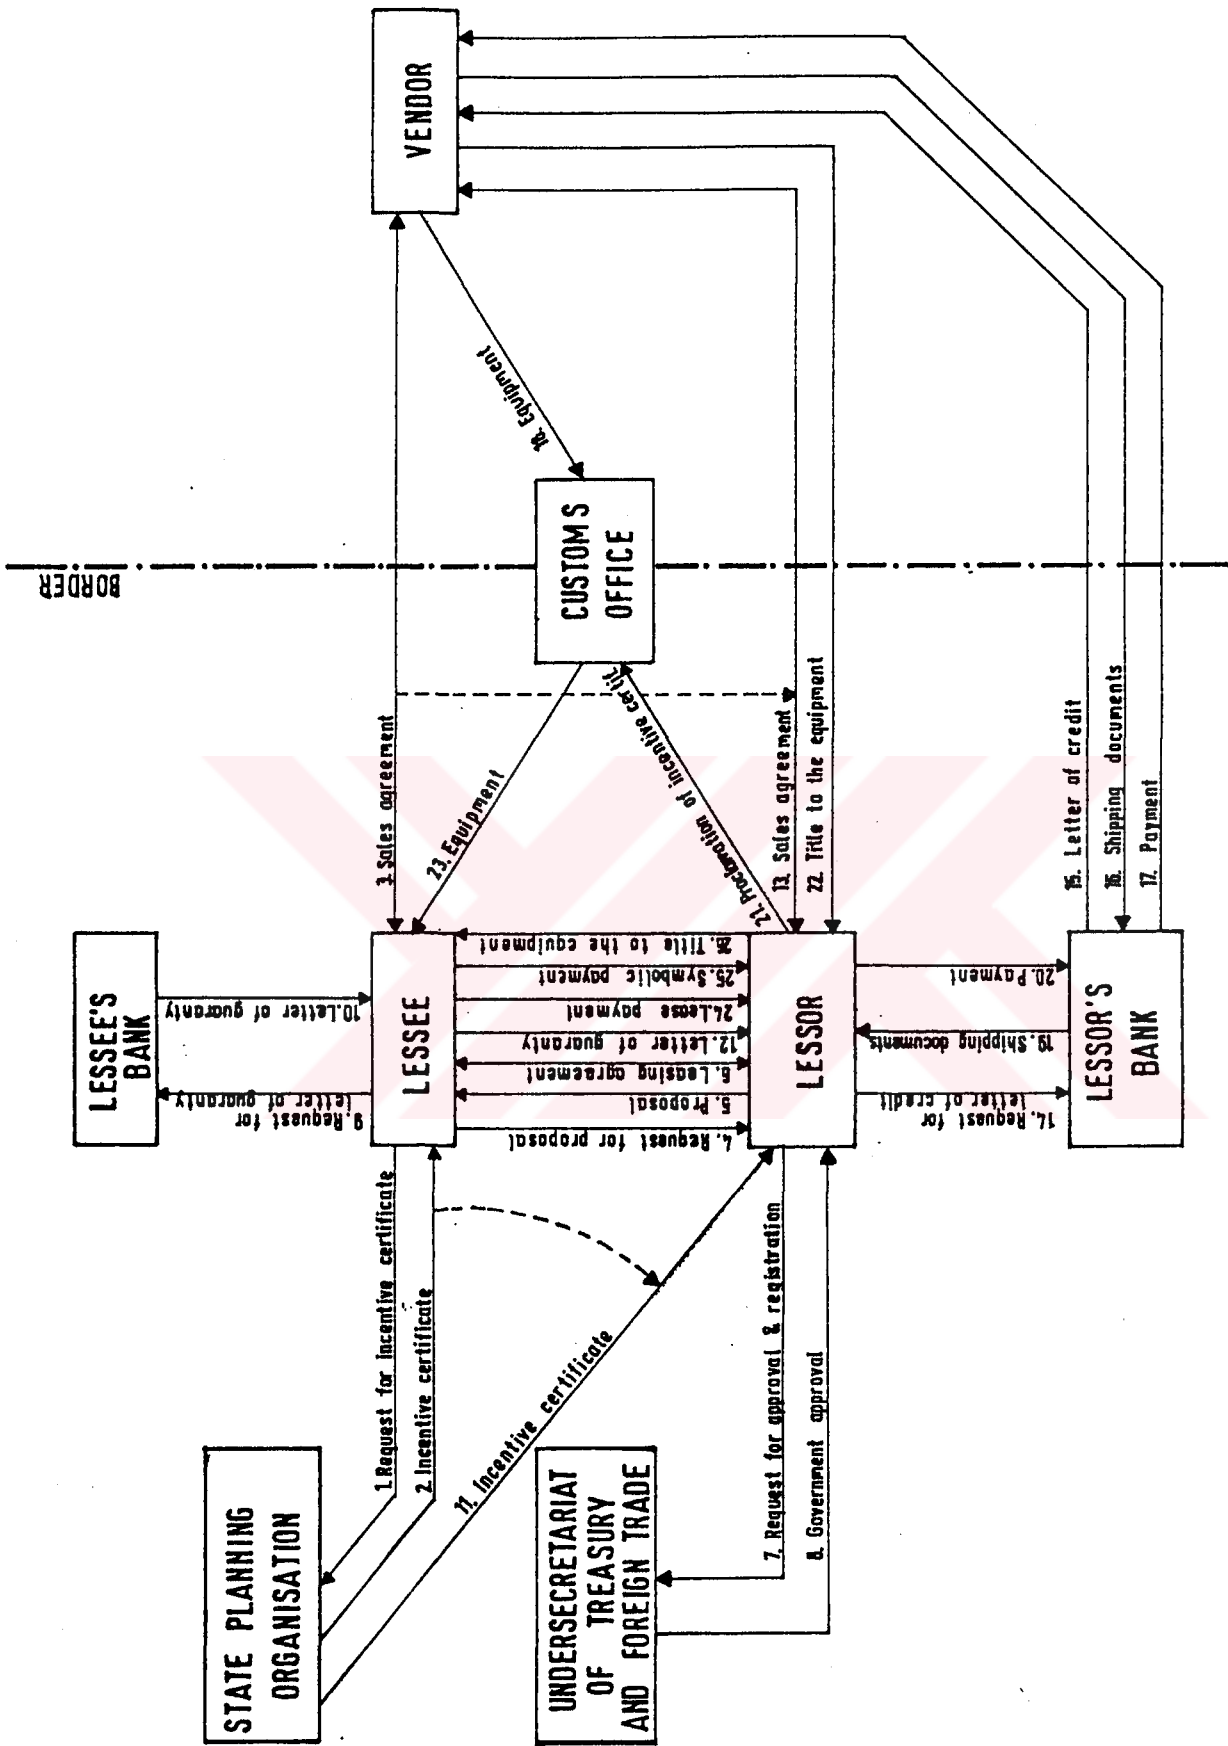 STATE PLANNING
ORGANISATION
UNDERSECRETARIAT
OF TREASURY
AND FOREIGN TRADE
1. Request for incentive certificate
2. Incentive certificate
11. Incentive certificate
7. Request for approval & registration
8. Government approval
LESSEE'S
BANK
9. Request for
letter of guaranty
10. Letter of guaranty
LESSEE
4. Request for proposal
5. Proposal
6. Leasing agreement
12. Letter of guaranty
24. Lease payment
25. Symbolic payment
26. Title to the equipment
LESSOR
14. Request for
letter of credit
19. Shipping documents
20. Payment
LESSOR'S
BANK
3. Sales agreement
23. Equipment
21. Proclamation of incentive certif.
13. Sales agreement
22. Title to the equipment
15. Letter of credit
16. Shipping documents
17. Payment
BORDER
CUSTOMS
OFFICE
18. Equipment
VENDOR